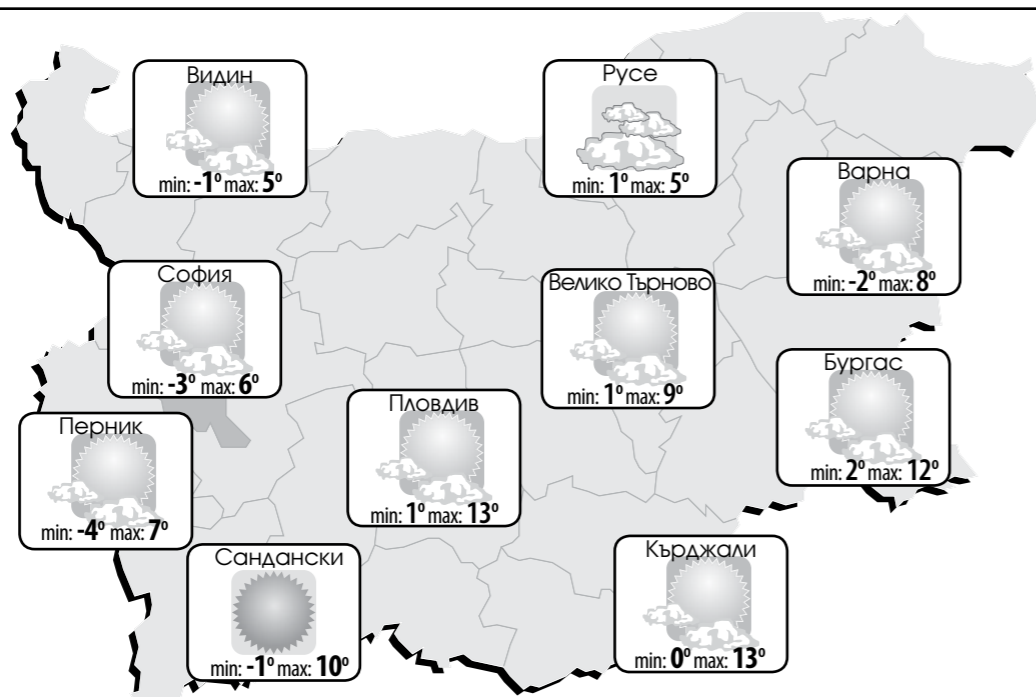 Видин
min: -1° max: 5°
Русе
min: 1° max: 5°
Варна
min: -2° max: 8°
София
min: -3° max: 6°
Велико Търново
min: 1° max: 9°
Бургас
min: 2° max: 12°
Пловдив
min: 1° max: 13°
Перник
min: -4° max: 7°
Сандански
min: -1° max: 10°
Кърджали
min: 0° max: 13°